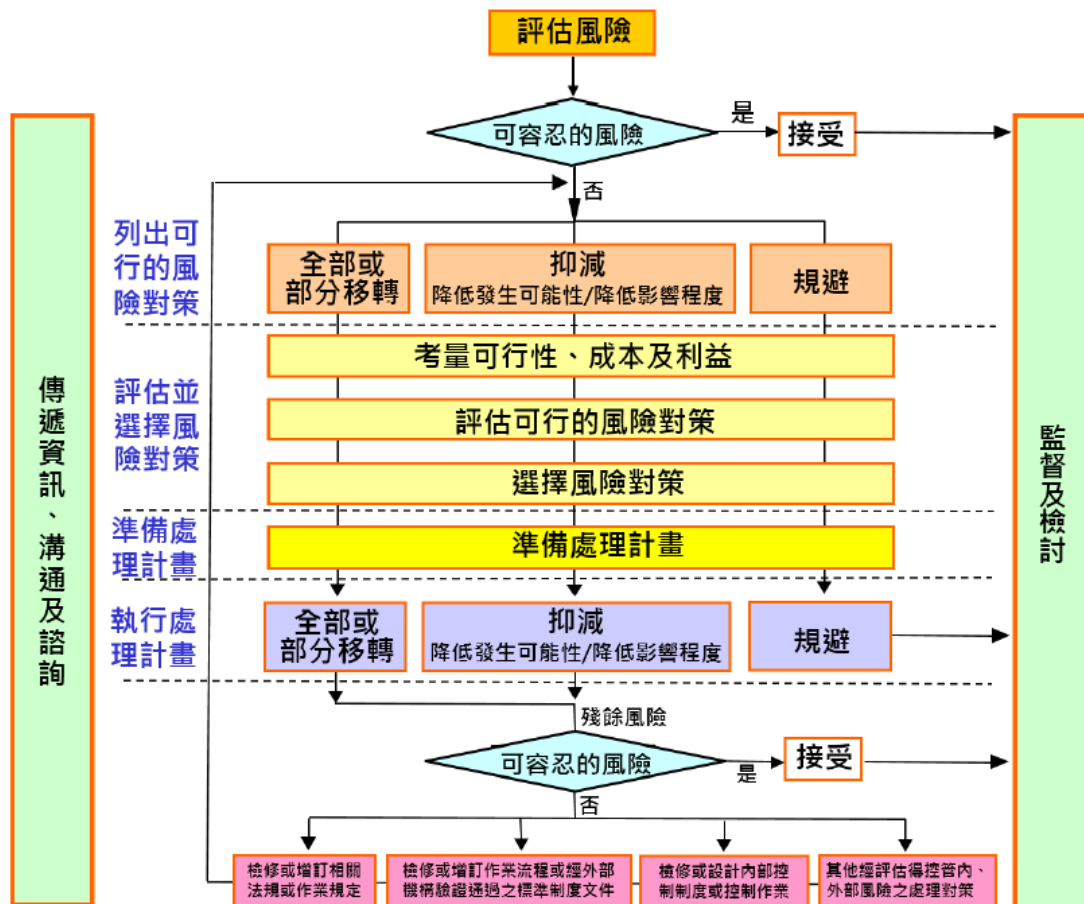 評估風險
可容忍的風險
是
接受
否
列出可
行的風
險對策
全部或
部分移轉
抑減
降低發生可能性/降低影響程度
規避
考量可行性、成本及利益
評估並
選擇風
險對策
評估可行的風險對策
選擇風險對策
準備處
理計畫
準備處理計畫
執行處
理計畫
全部或
部分移轉
抑減
降低發生可能性/降低影響程度
規避
殘餘風險
可容忍的風險
是
接受
否
檢修或增訂相關
法規或作業規定
檢修或增訂作業流程或經外部
機構驗證通過之標準制度文件
檢修或設計內部控
制制度或控制作業
其他經評估得控管內、
外部風險之處理對策
傳遞資訊、溝通及諮詢
監督及檢討